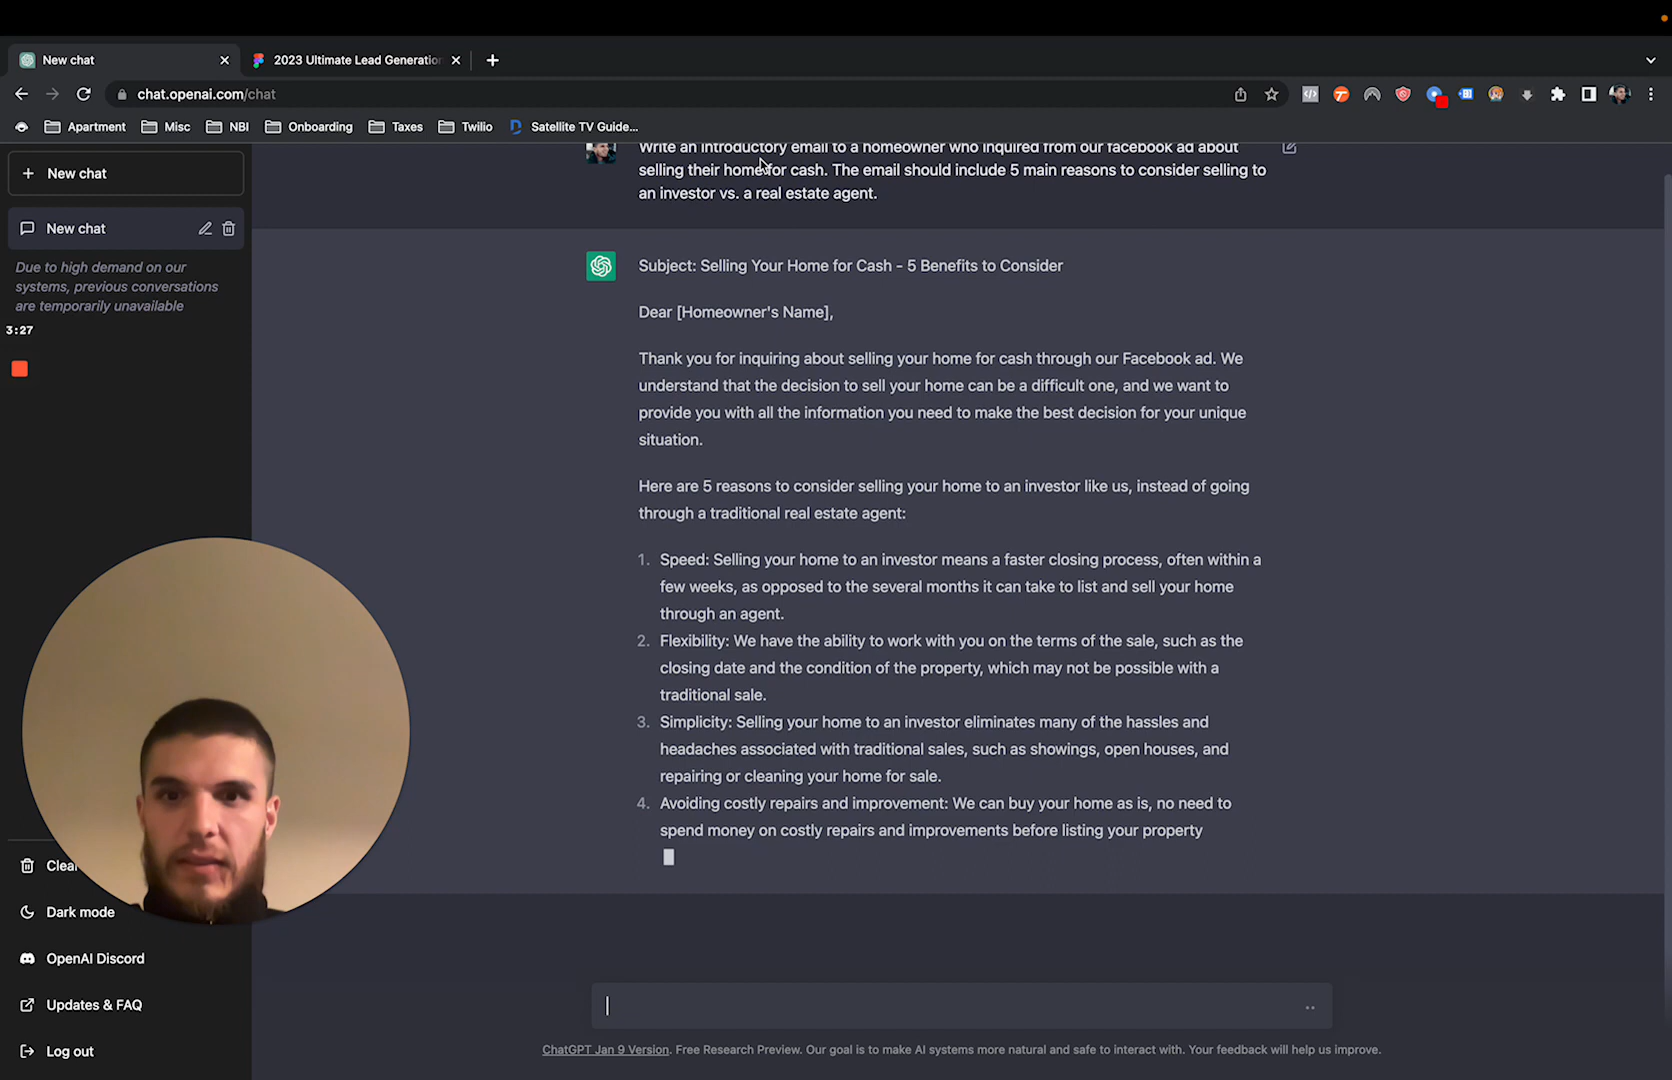 New chat
2023 Ultimate Lead Generation
chat.openai.com/chat
Apartment
Misc
NBI
Onboarding
Taxes
Twilio
Satellite TV Guide...
New chat
New chat
Due to high demand on our
systems, previous conversations
are temporarily unavailable
3:27
Clear
Dark mode
OpenAI Discord
Updates & FAQ
Log out
Write an introductory email to a homeowner who inquired from our facebook ad about
selling their home for cash. The email should include 5 main reasons to consider selling to
an investor vs. a real estate agent.
Subject: Selling Your Home for Cash - 5 Benefits to Consider
Dear [Homeowner's Name],
Thank you for inquiring about selling your home for cash through our Facebook ad. We
understand that the decision to sell your home can be a difficult one, and we want to
provide you with all the information you need to make the best decision for your unique
situation.
Here are 5 reasons to consider selling your home to an investor like us, instead of going
through a traditional real estate agent:
1. Speed: Selling your home to an investor means a faster closing process, often within a
few weeks, as opposed to the several months it can take to list and sell your home
through an agent.
2. Flexibility: We have the ability to work with you on the terms of the sale, such as the
closing date and the condition of the property, which may not be possible with a
traditional sale.
3. Simplicity: Selling your home to an investor eliminates many of the hassles and
headaches associated with traditional sales, such as showings, open houses, and
repairing or cleaning your home for sale.
4. Avoiding costly repairs and improvement: We can buy your home as is, no need to
spend money on costly repairs and improvements before listing your property
ChatGPT Jan 9 Version. Free Research Preview. Our goal is to make AI systems more natural and safe to interact with. Your feedback will help us improve.